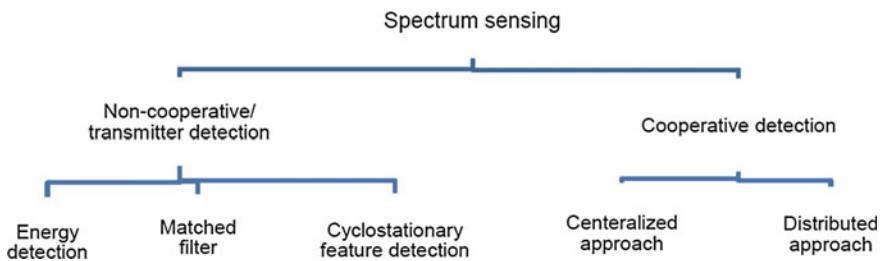 Spectrum sensing
Non-cooperative/
transmitter detection
Cooperative detection
Energy
detection
Matched
filter
Cyclostationary
feature detection
Centeralized
approach
Distributed
approach